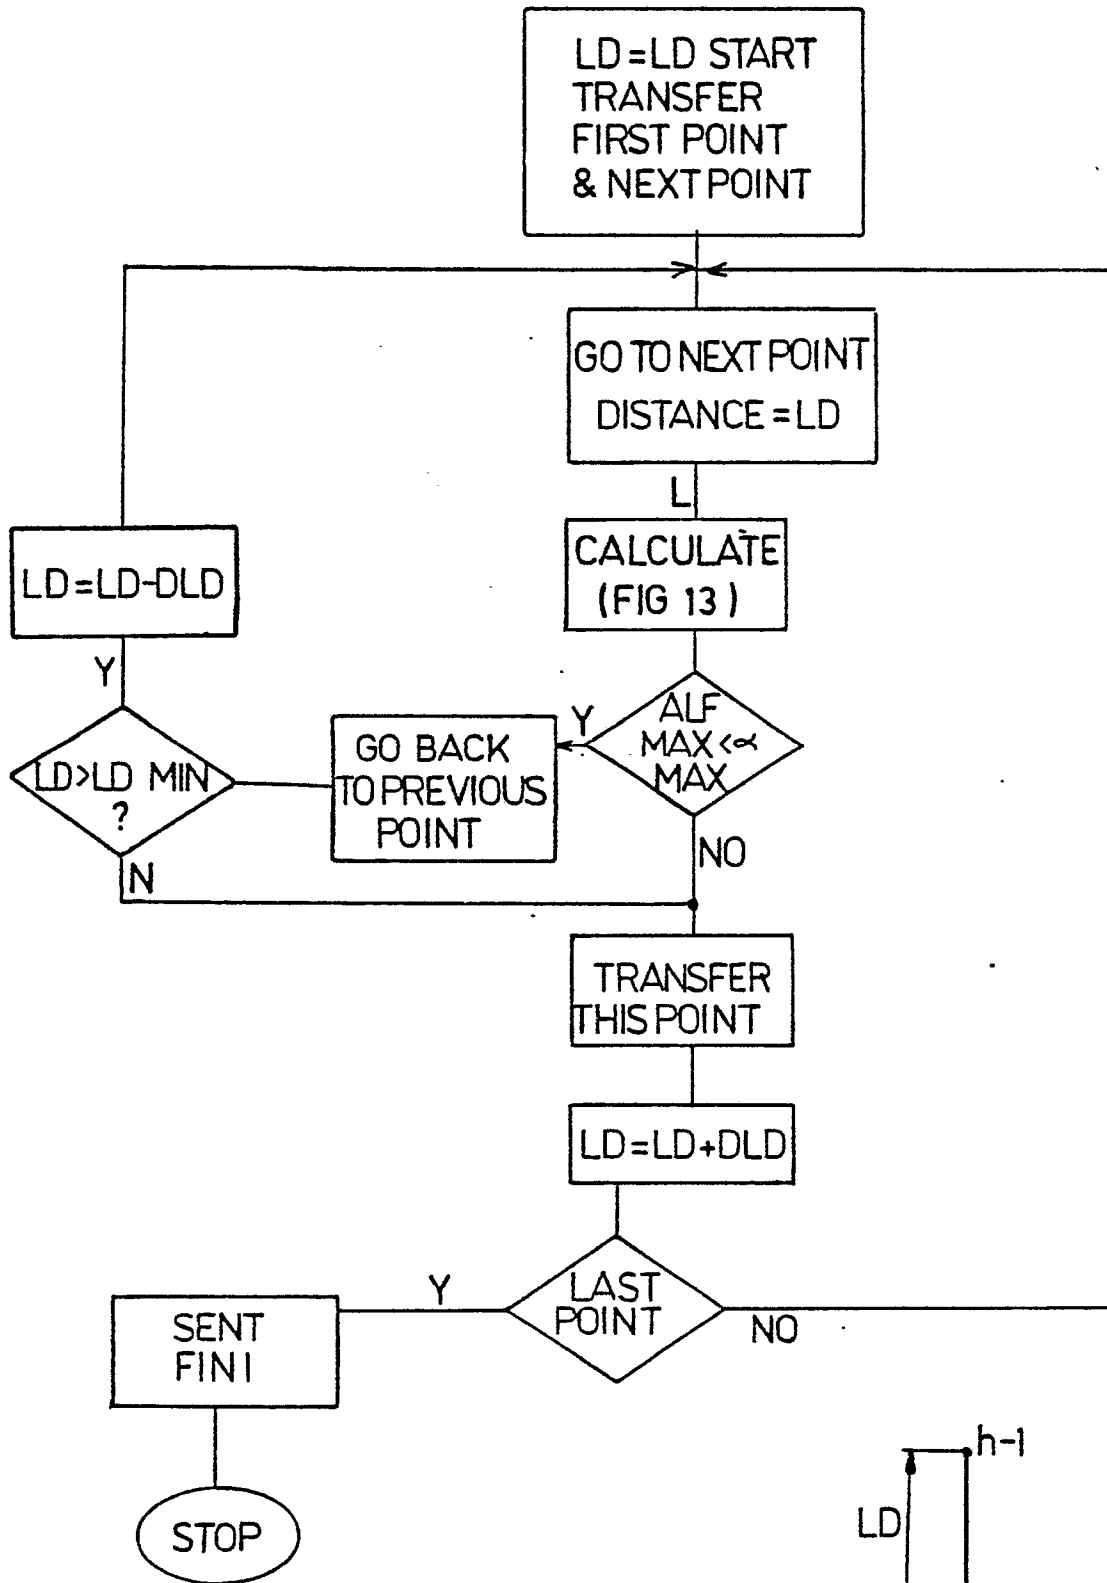 LD=LD START
TRANSFER
FIRST POINT
& NEXT POINT
GO TO NEXT POINT
DISTANCE=LD
L
CALCULATE
(FIG 13)
LD=LD-DLD
Y
ALF
MAX<∝
MAX
Y
GO BACK
TO PREVIOUS
POINT
LD>LD MIN
?
NO
N
TRANSFER
THIS POINT
LD=LD+DLD
LAST
POINT
Y
NO
SENT
FINI
STOP
h-1
LD